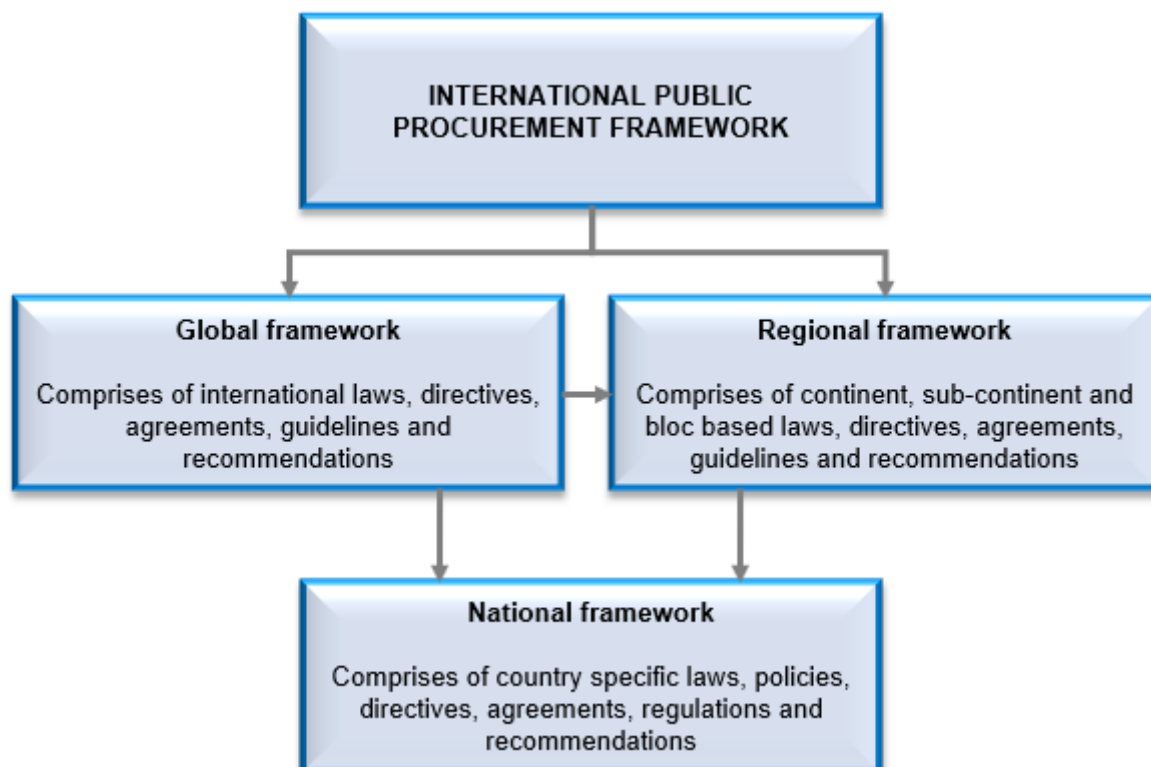 INTERNATIONAL PUBLIC
PROCUREMENT FRAMEWORK
Global framework
Comprises of international laws, directives,
agreements, guidelines and
recommendations
Regional framework
Comprises of continent, sub-continent and
bloc based laws, directives, agreements,
guidelines and recommendations
National framework
Comprises of country specific laws, policies,
directives, agreements, regulations and
recommendations